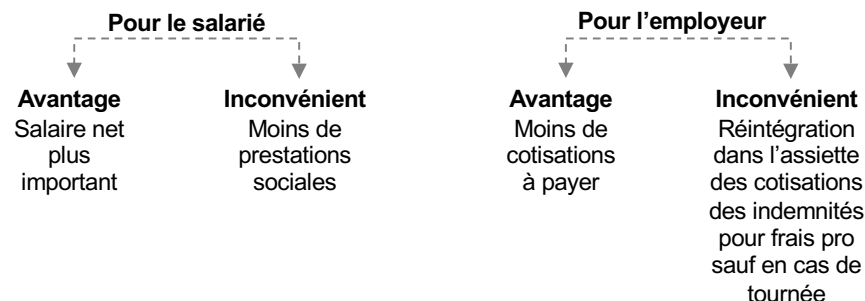 Pour le salarié
Avantage
Salaire net
plus
important
Inconvénient
Moins de
prestations
sociales
Pour l’employeur
Avantage
Moins de
cotisations
à payer
Inconvénient
Réintégration
dans l’assiette
des cotisations
des indemnités
pour frais pro
sauf en cas de
tournée